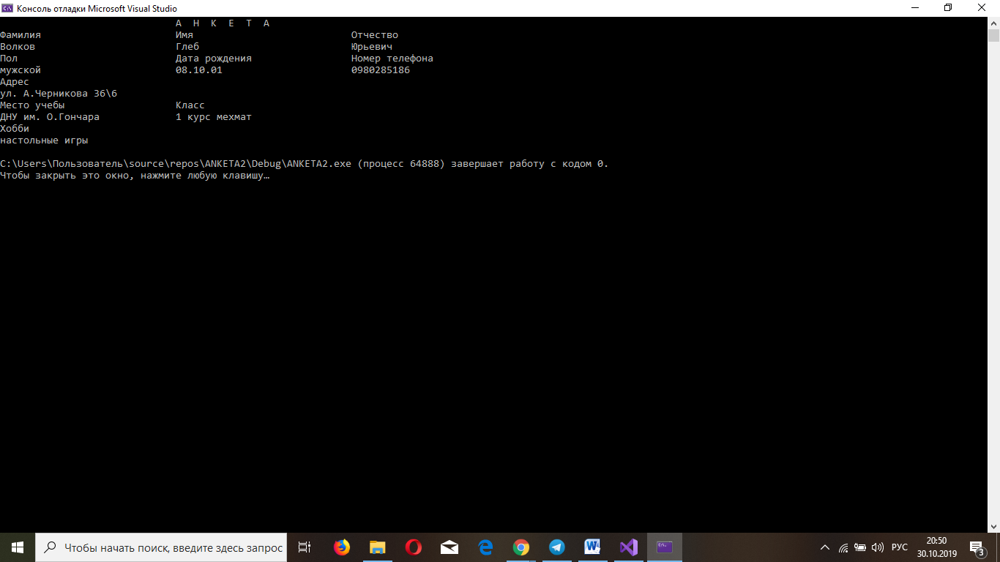 Консоль отладки Microsoft Visual Studio
А Н К Е Т А
Фамилия Имя Отчество
Волков Глеб Юрьевич
Пол Дата рождения Номер телефона
мужской 08.10.01 0980285186
Адрес
ул. А.Черникова 36\6
Место учебы Класс
ДНУ им. О.Гончара 1 курс мехмат
Хобби
настольные игры
C:\Users\Пользователь\source\repos\ANKETA2\Debug\ANKETA2.exe (процесс 64888) завершает работу с кодом 0.
Чтобы закрыть это окно, нажмите любую клавишу…
Чтобы начать поиск, введите здесь запрос
РУС
20:50
30.10.2019
3